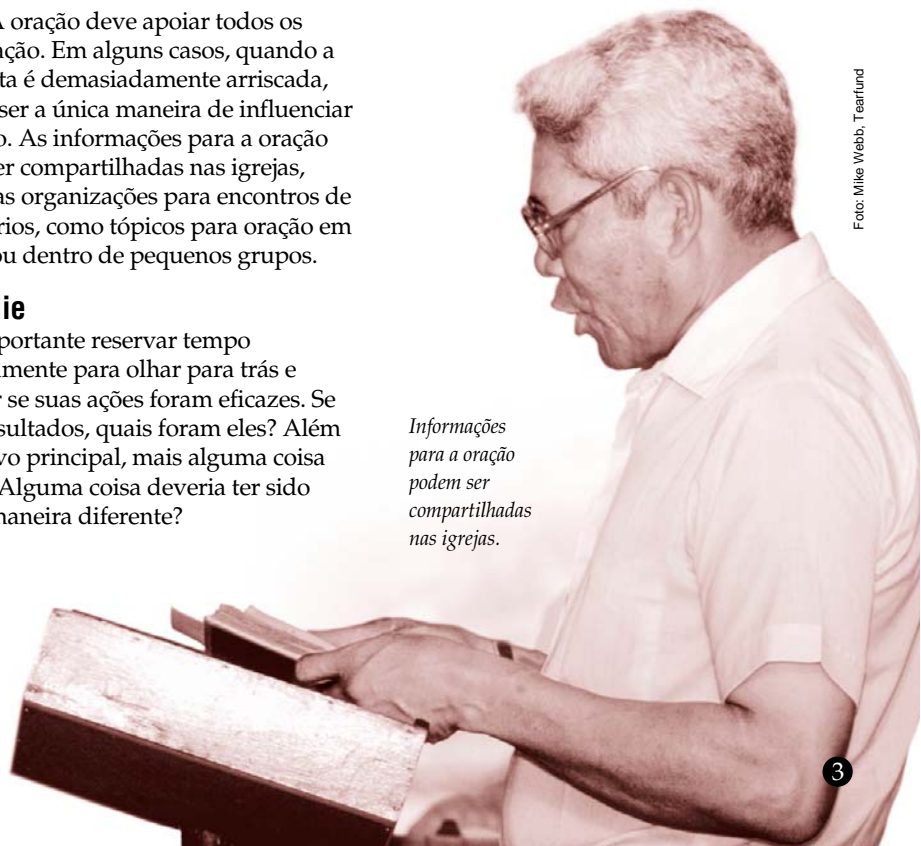 A oração deve apoiar todos os
ação. Em alguns casos, quando a
ta é demasiadamente arriscada,
ser a única maneira de influenciar
o. As informações para a oração
er compartilhadas nas igrejas,
as organizações para encontros de
rios, como tópicos para oração em
ou dentro de pequenos grupos.
ie
portante reservar tempo
amente para olhar para trás e
r se suas ações foram eficazes. Se
sultados, quais foram eles? Além
vo principal, mais alguma coisa
Alguma coisa deveria ter sido
maneira diferente?
Informações
para a oração
podem ser
compartilhadas
nas igrejas.
Foto: Mike Webb, Tearfund
3